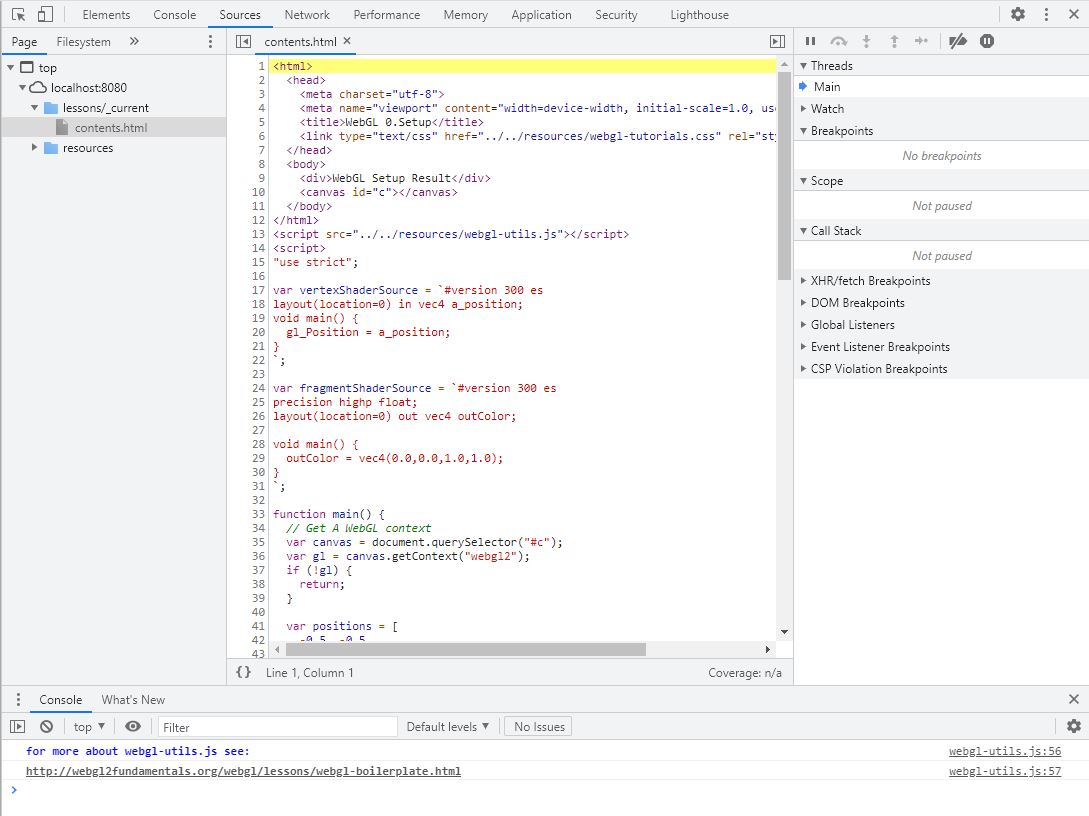 Elements Console Sources Network Performance Memory Application Security Lighthouse
Page Filesystem »
contents.html ×
top
localhost:8080
lessons/_current
contents.html
resources
1 <html>
2 <head>
3 <meta charset="utf-8">
4 <meta name="viewport" content="width=device-width, initial-scale=1.0, use
5 <title>WebGL 0.Setup</title>
6 <link type="text/css" href="../../resources/webgl-tutorials.css" rel="sty
7 </head>
8 <body>
9 <div>WebGL Setup Result</div>
10 <canvas id="c"></canvas>
11 </body>
12 </html>
13 <script src="../../resources/webgl-utils.js"></script>
14 <script>
15 "use strict";
16
17 var vertexShaderSource = `#version 300 es
18 layout(location=0) in vec4 a_position;
19 void main() {
20 gl_Position = a_position;
21 }
22 `;
23
24 var fragmentShaderSource = `#version 300 es
25 precision highp float;
26 layout(location=0) out vec4 outColor;
27
28 void main() {
29 outColor = vec4(0.0,0.0,1.0,1.0);
30 }
31 `;
32
33 function main() {
34 // Get A WebGL context
35 var canvas = document.querySelector("#c");
36 var gl = canvas.getContext("webgl2");
37 if (!gl) {
38 return;
39 }
40
41 var positions = [
42 -0.5, -0.5
43
{} Line 1, Column 1 Coverage: n/a
Threads
Main
Watch
Breakpoints
No breakpoints
Scope
Not paused
Call Stack
Not paused
XHR/fetch Breakpoints
DOM Breakpoints
Global Listeners
Event Listener Breakpoints
CSP Violation Breakpoints
Console What's New
top Filter Default levels No Issues
for more about webgl-utils.js see: webgl-utils.js:56
http://webgl2fundamentals.org/webgl/lessons/webgl-boilerplate.html webgl-utils.js:57